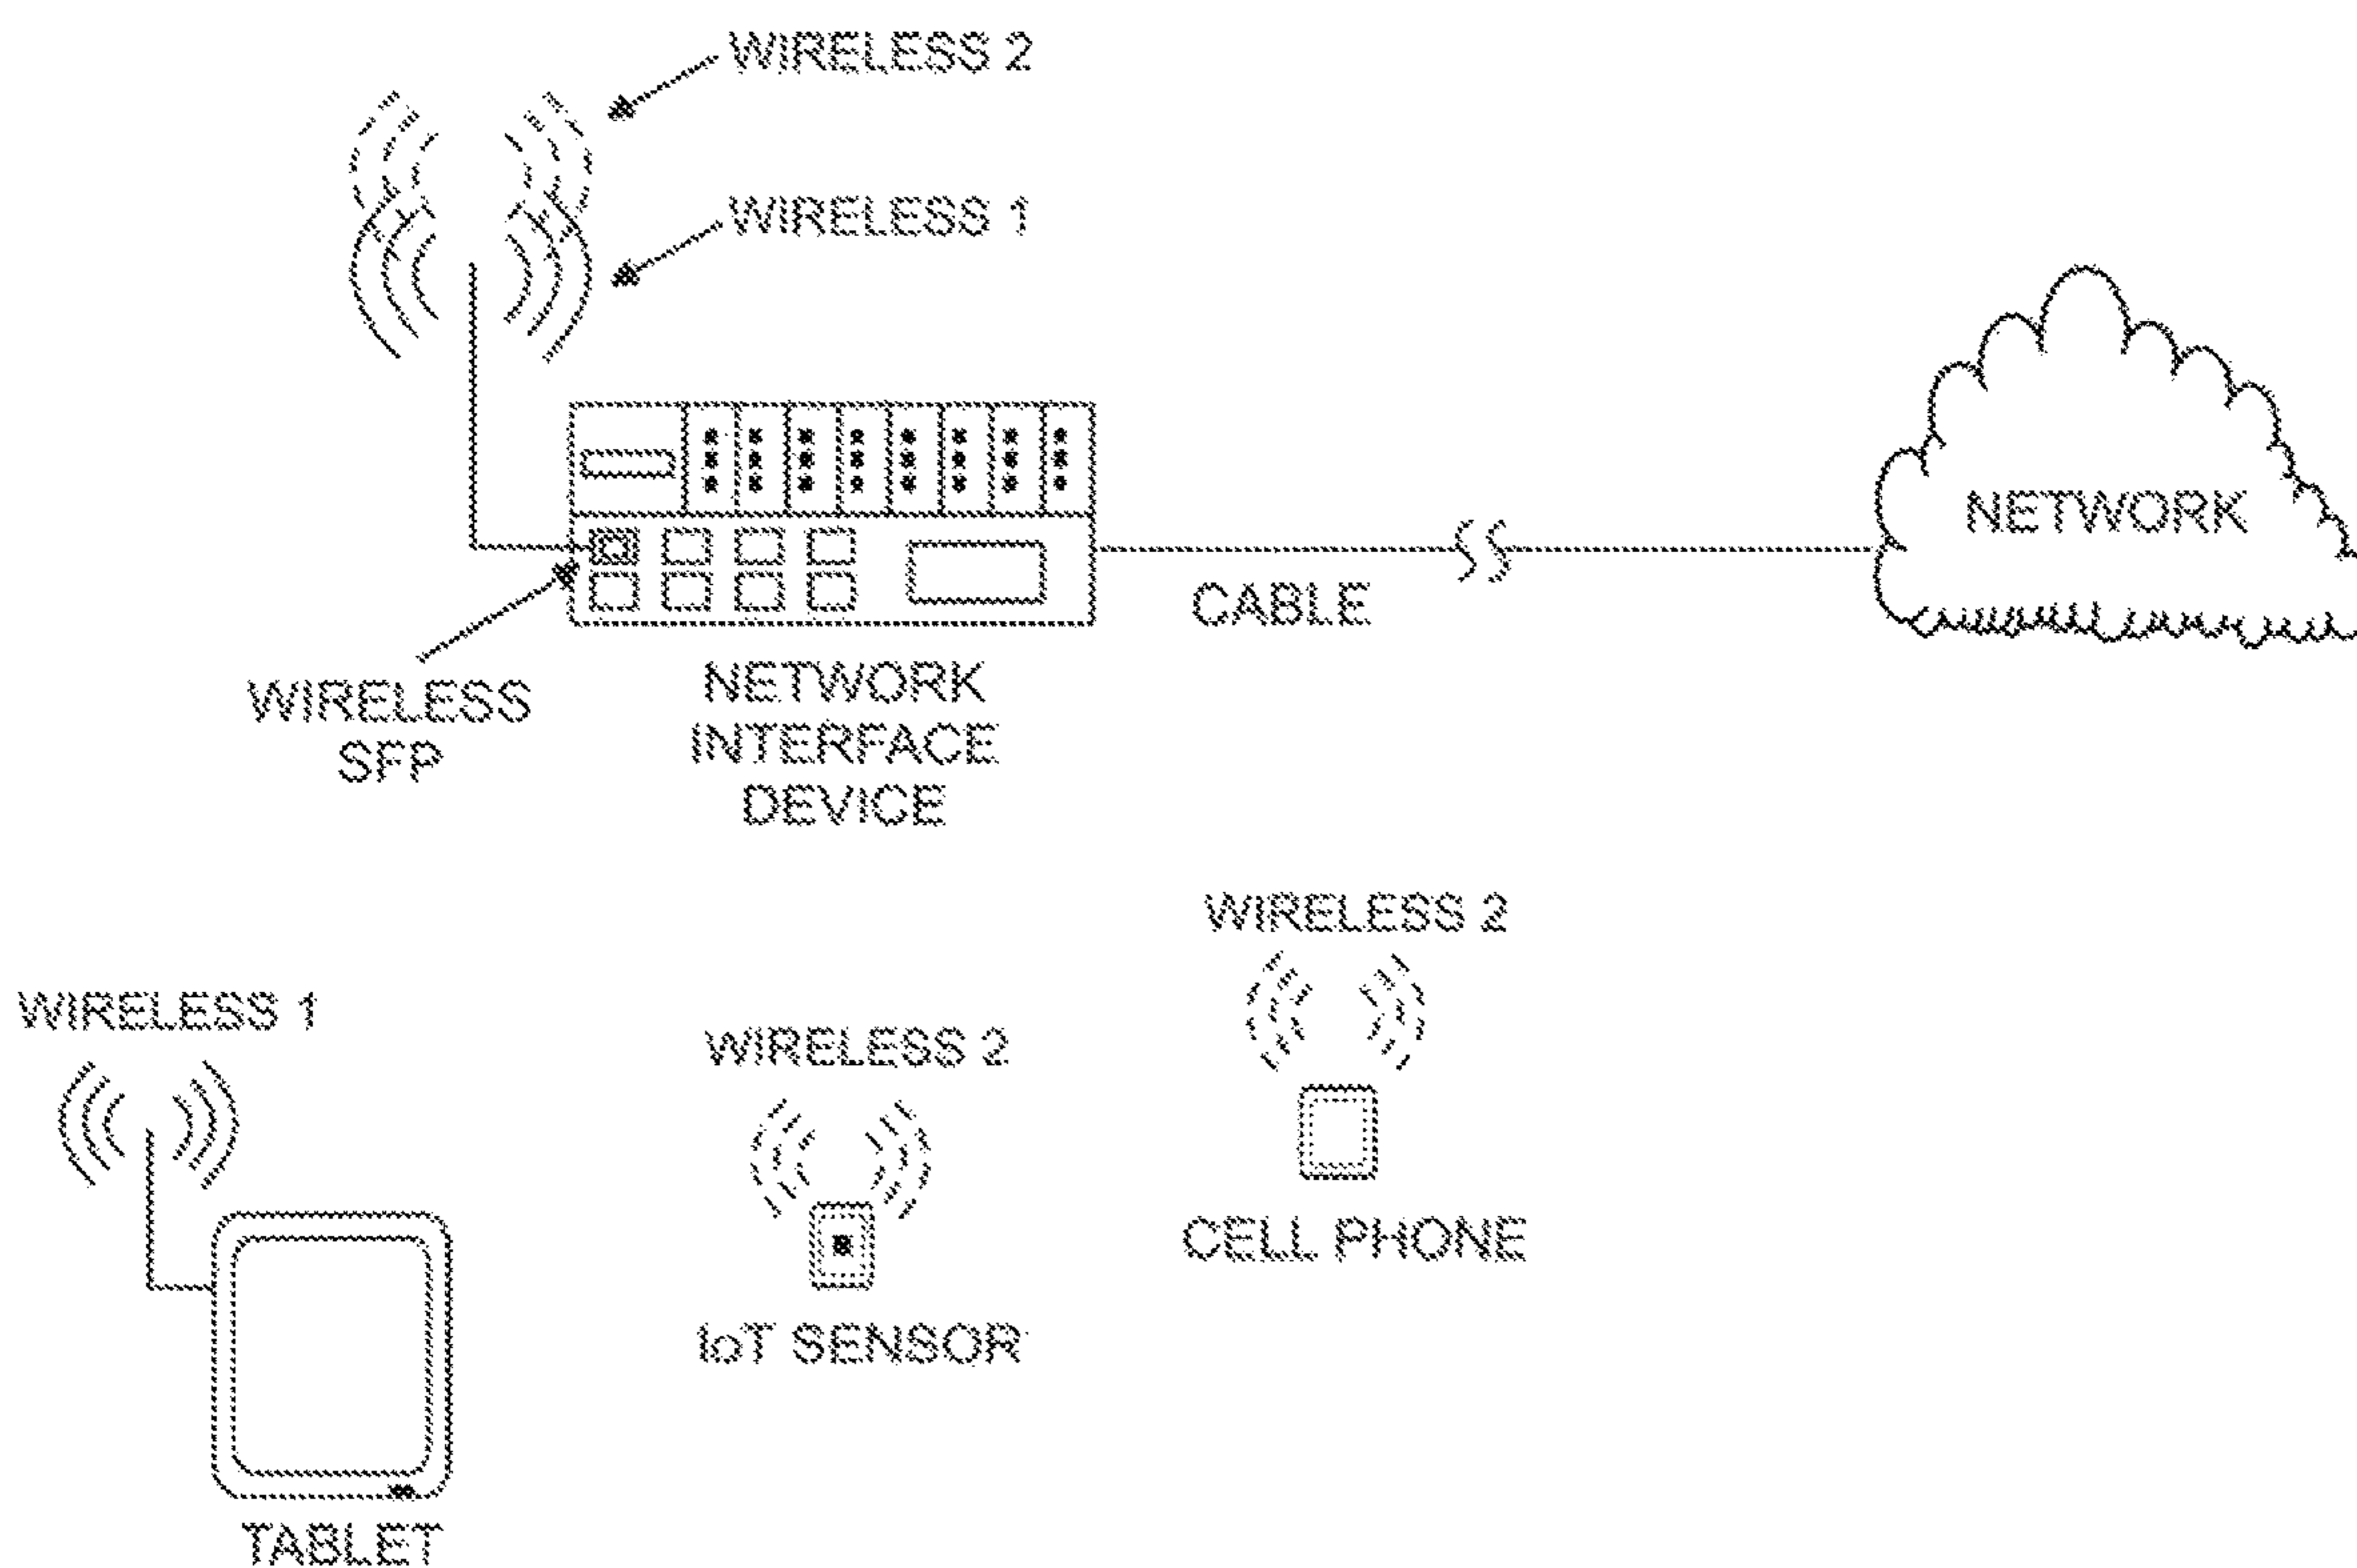 WIRELESS 2
WIRELESS 1
NETWORK
CABLE
WIRELESS
SFP
NETWORK
INTERFACE
DEVICE
WIRELESS 2
WIRELESS 1
WIRELESS 2
CELL PHONE
IoT SENSOR
TABLET